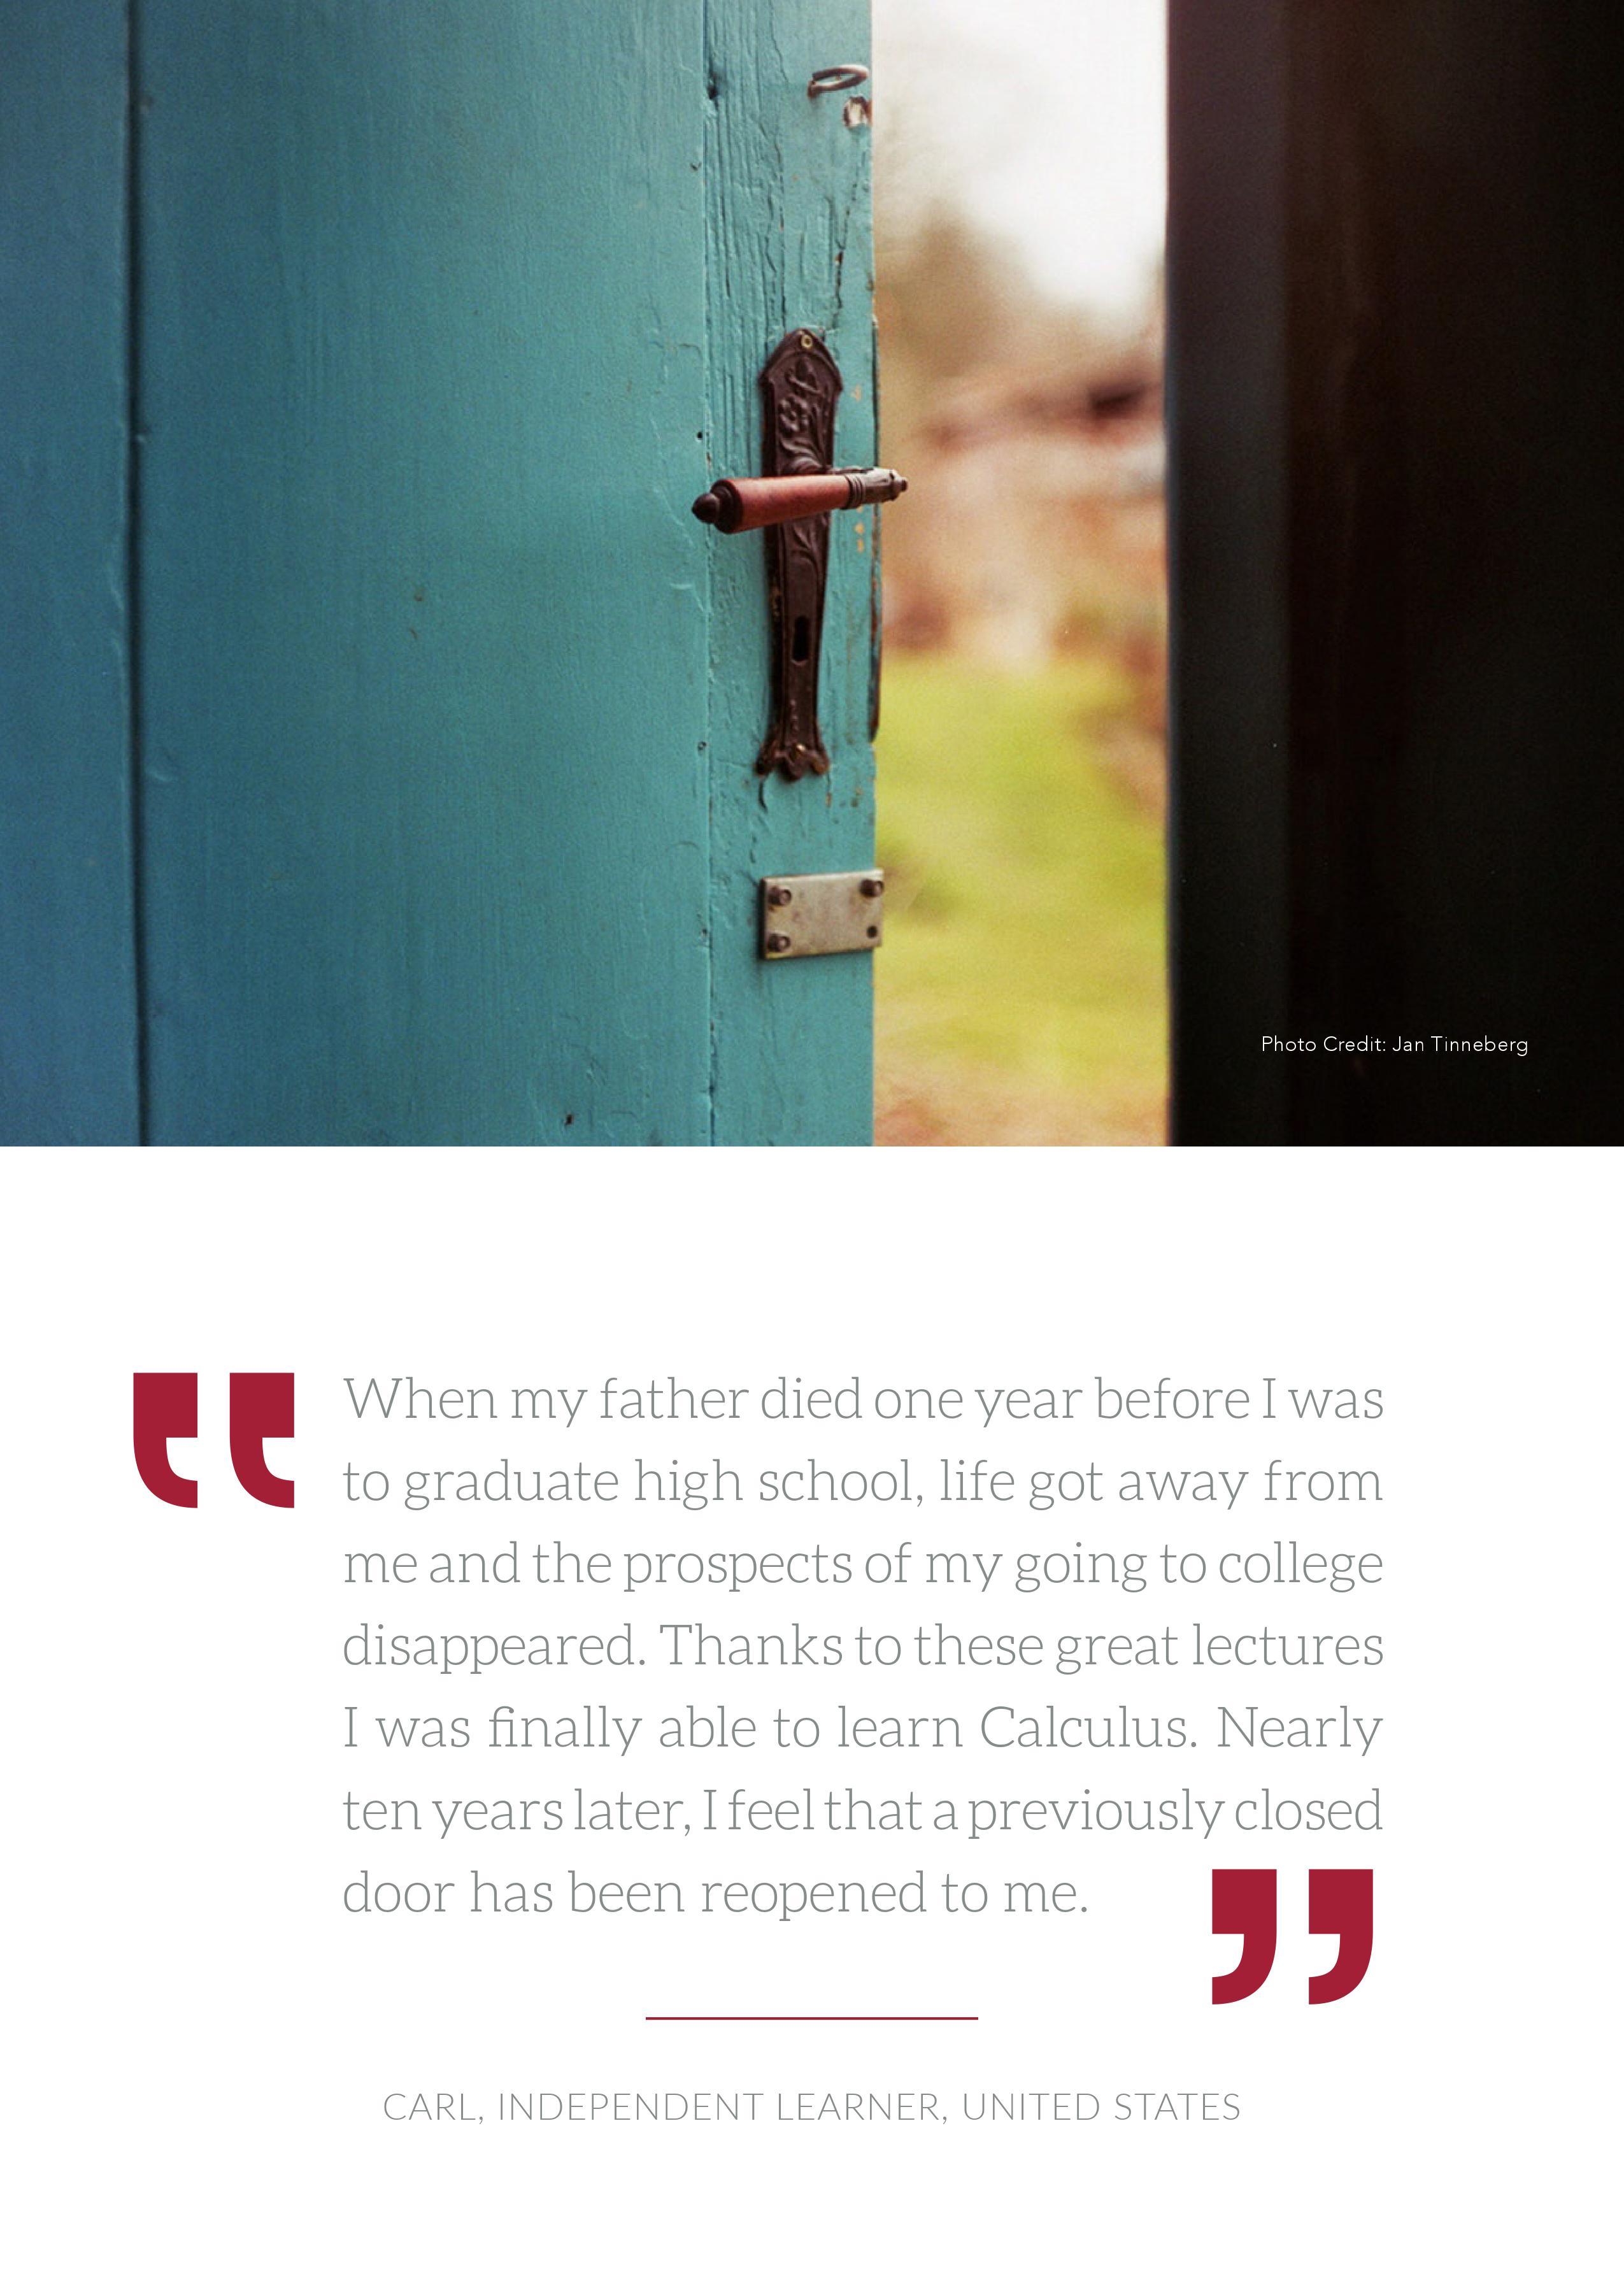 Photo Credit: Jan Tinneberg
“When my father died one year before I was
to graduate high school, life got away from
me and the prospects of my going to college
disappeared. Thanks to these great lectures
I was finally able to learn Calculus. Nearly
ten years later, I feel that a previously closed
door has been reopened to me.”
CARL, INDEPENDENT LEARNER, UNITED STATES